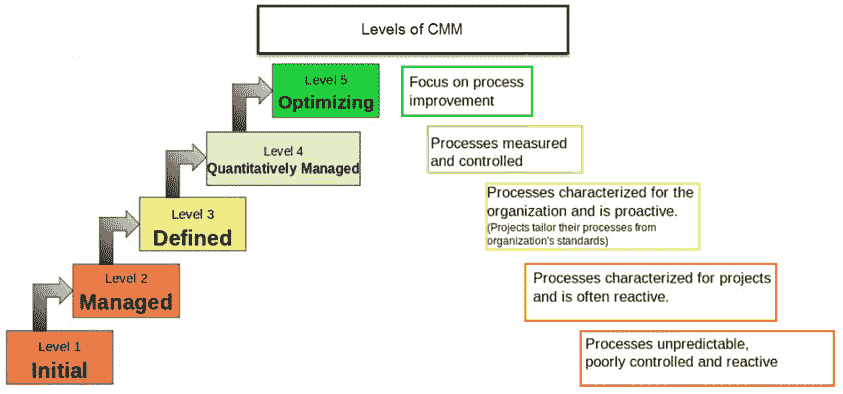 Levels of CMM
Level 5
Optimizing
Focus on process
improvement
Level 4
Quantitatively Managed
Processes measured
and controlled
Level 3
Defined
Processes characterized for the
organization and is proactive.
(Projects tailor their processes from
organization's standards)
Level 2
Managed
Processes characterized for projects
and is often reactive.
Level 1
Initial
Processes unpredictable,
poorly controlled and reactive